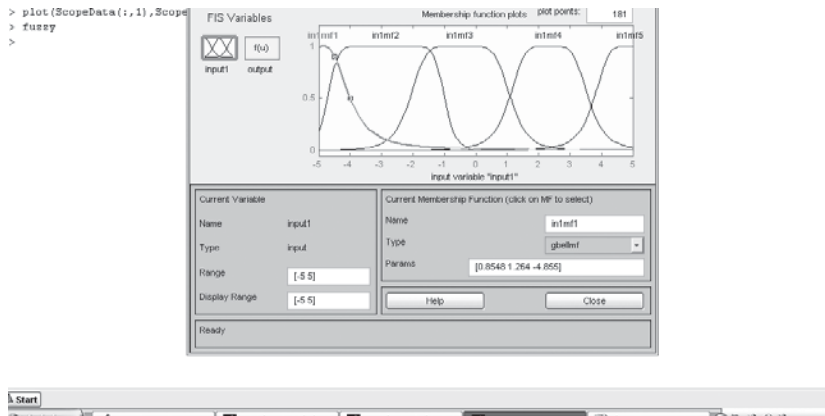 > plot(ScopeData(:,1),Scope
> fuzzy
>
FIS Variables
f(u)
input1 output
Membership function plots plot points: 181
in1mf1 in1mf2 in1mf3 in1mf4 in1mf5
1
0.5
0
-5 -4 -3 -2 -1 0 1 2 3 4 5
input variable "input1"
Current Variable
Name input1
Type input
Range [-5 5]
Display Range [-5 5]
Current Membership Function (click on MF to select)
Name in1mf1
Type gbellmf
Params [0.8548 1.264 -4.855]
Help Close
Ready
Start